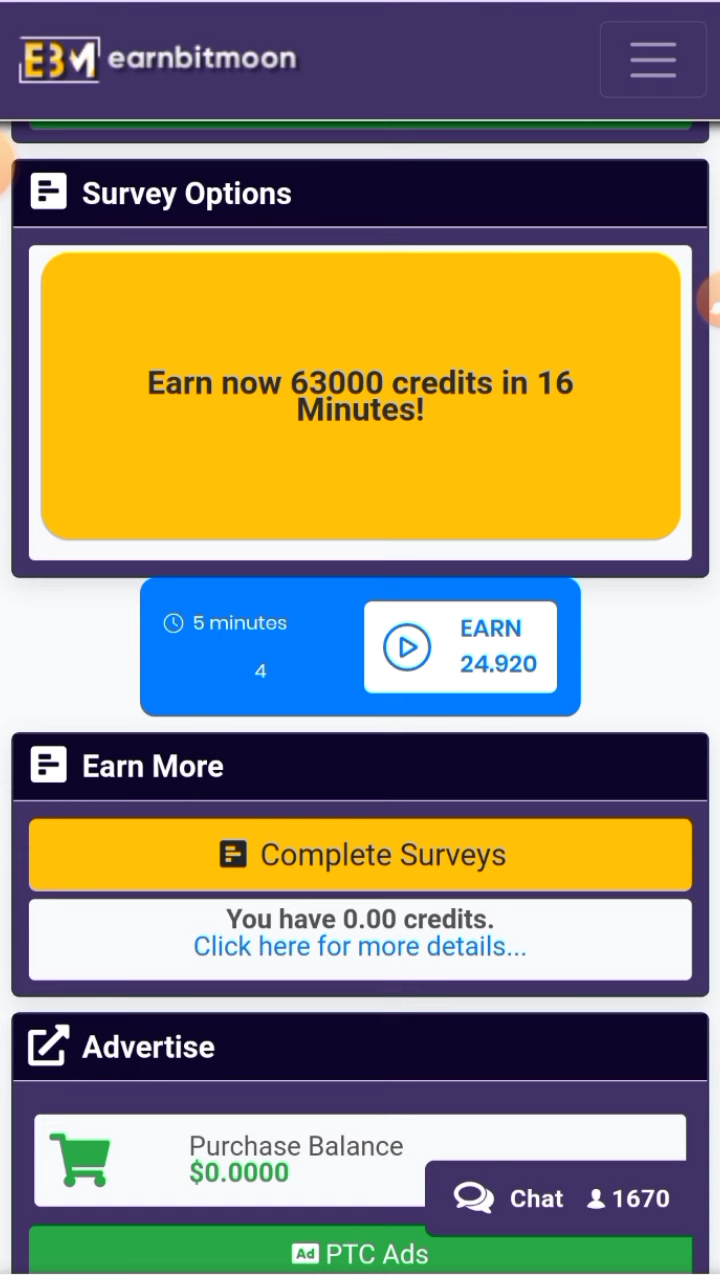 EBM earnbitmoon
Survey Options
Earn now 63000 credits in 16
Minutes!
5 minutes
4
EARN
24.920
Earn More
Complete Surveys
You have 0.00 credits.
Click here for more details...
Advertise
Purchase Balance
$0.0000
Chat 1670
Ad PTC Ads